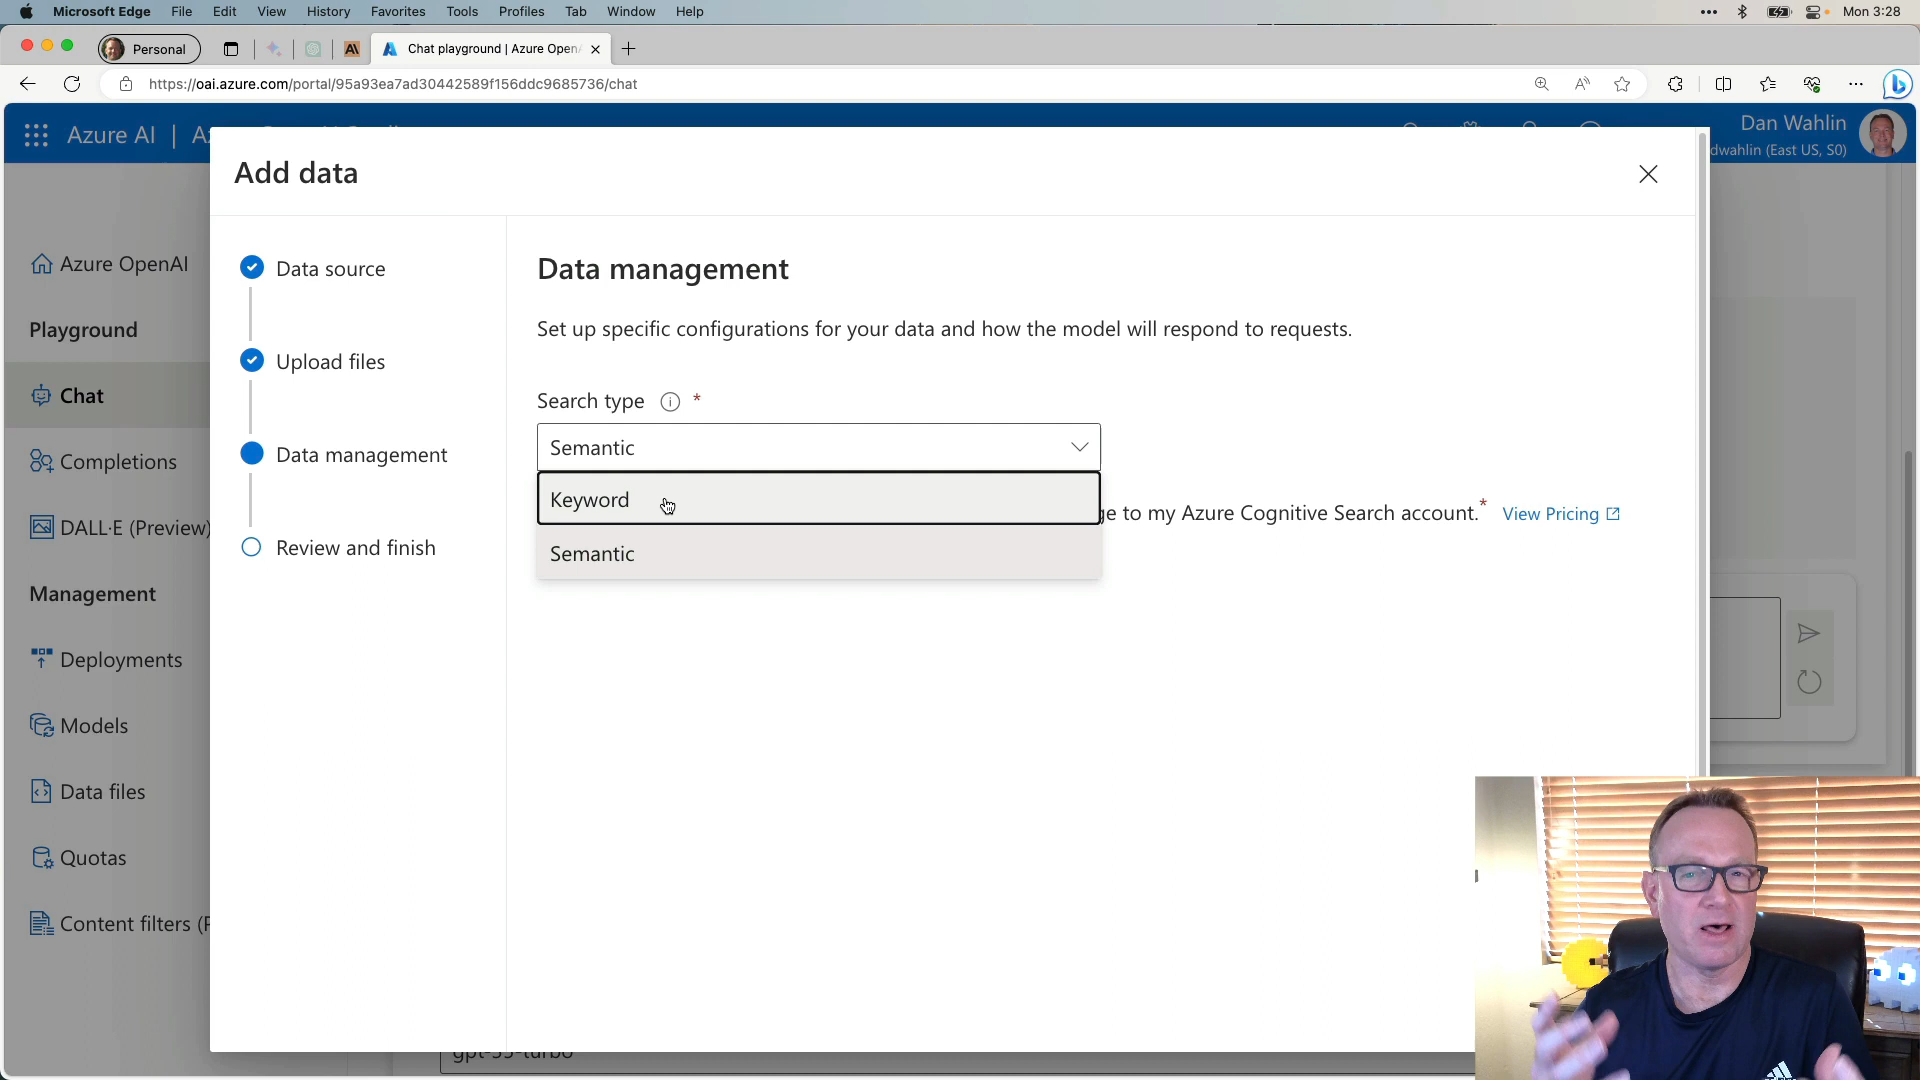 Microsoft Edge File Edit View History Favorites Tools Profiles Tab Window Help Mon 3:28
Personal
Chat playground | Azure Open
https://oai.azure.com/portal/95a93ea7ad30442589f156ddc9685736/chat
Azure AI
Dan Wahlin
dwahlin (East US, S0)
Azure OpenAI
Playground
Chat
Completions
DALL·E (Preview)
Management
Deployments
Models
Data files
Quotas
Content filters (P
Add data
Data source
Upload files
Data management
Review and finish
Data management
Set up specific configurations for your data and how the model will respond to requests.
Search type *
Semantic
Keyword
Semantic
to my Azure Cognitive Search account.* View Pricing
gpt-35-turbo